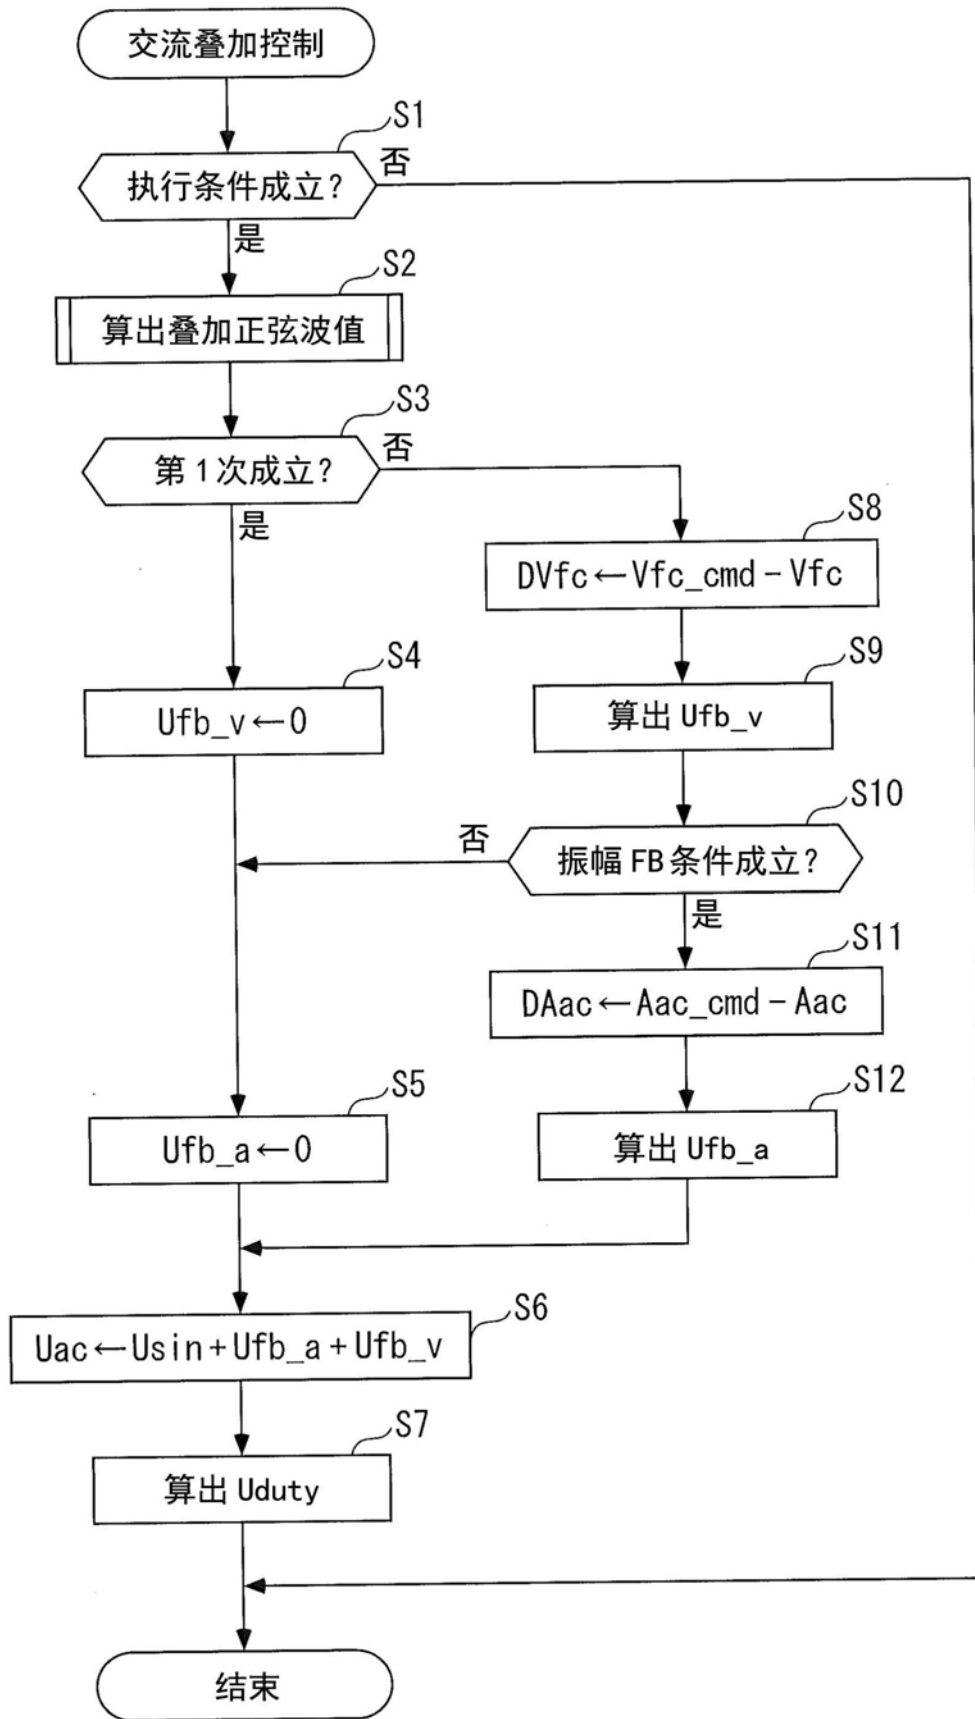 交流叠加控制
S1
执行条件成立?
否
是
S2
算出叠加正弦波值
S3
第1次成立?
否
是
S8
DVfc←Vfc_cmd-Vfc
S4
Ufb_v←0
S9
算出 Ufb_v
S10
振幅 FB 条件成立?
否
是
S11
DAac←Aac_cmd-Aac
S5
Ufb_a←0
S12
算出 Ufb_a
S6
Uac←Usin+Ufb_a+Ufb_v
S7
算出 Uduty
结束